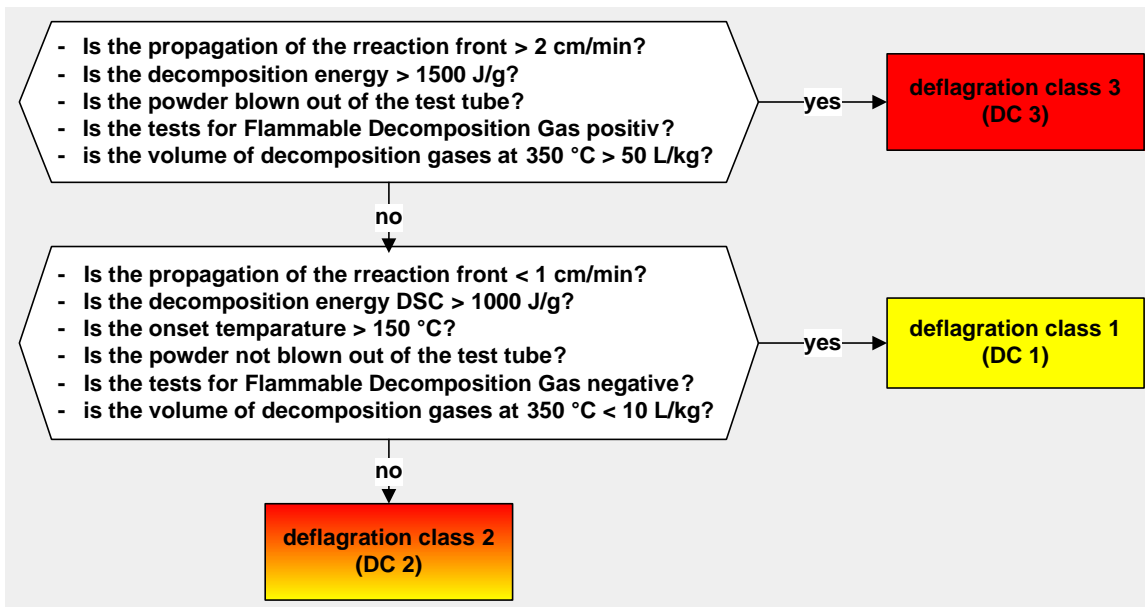 - Is the propagation of the rreaction front > 2 cm/min?
- Is the decomposition energy > 1500 J/g?
- Is the powder blown out of the test tube?
- Is the tests for Flammable Decomposition Gas positiv?
- is the volume of decomposition gases at 350 °C > 50 L/kg?
yes
deflagration class 3
(DC 3)
no
- Is the propagation of the rreaction front < 1 cm/min?
- Is the decomposition energy DSC > 1000 J/g?
- Is the onset temparature > 150 °C?
- Is the powder not blown out of the test tube?
- Is the tests for Flammable Decomposition Gas negative?
- is the volume of decomposition gases at 350 °C < 10 L/kg?
yes
deflagration class 1
(DC 1)
no
deflagration class 2
(DC 2)